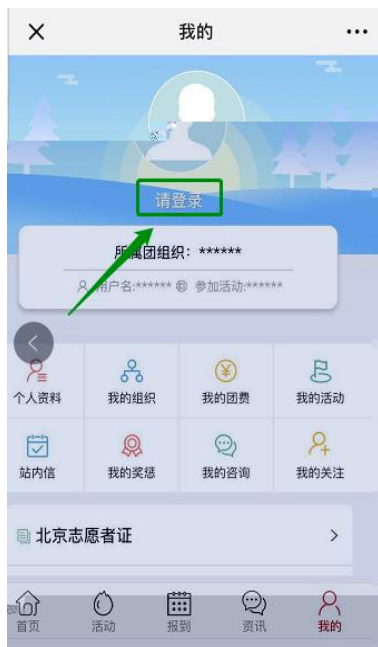 我的
请登录
所属团组织：******
用户名:****** 参加活动:******
个人资料 我的组织 我的团费 我的活动
站内信 我的奖惩 我的咨询 我的关注
北京志愿者证
首页 活动 报到 资讯 我的